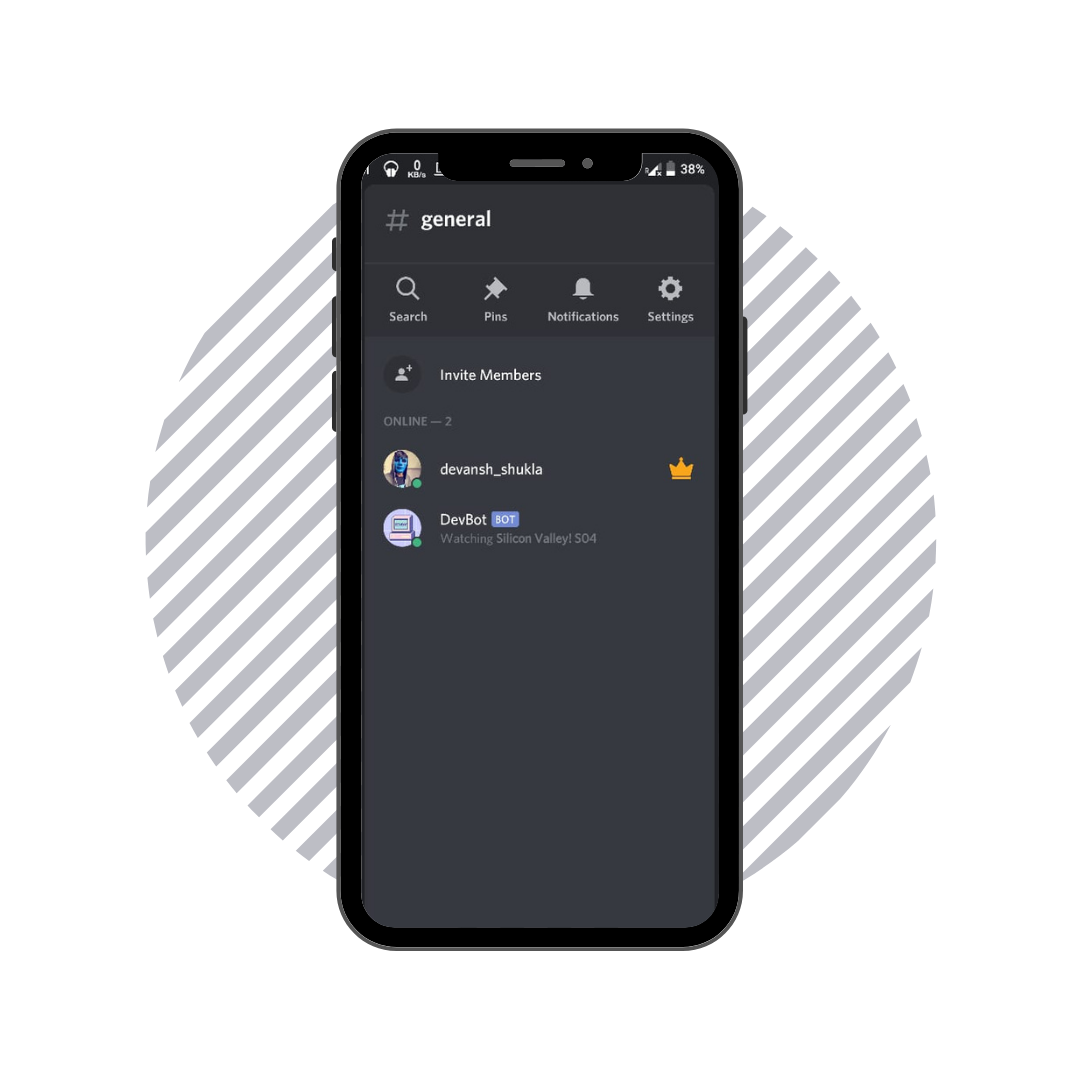 0
KB/s
38%
# general
Search Pins Notifications Settings
Invite Members
ONLINE — 2
devansh_shukla
DevBot BOT
Watching Silicon Valley! S04